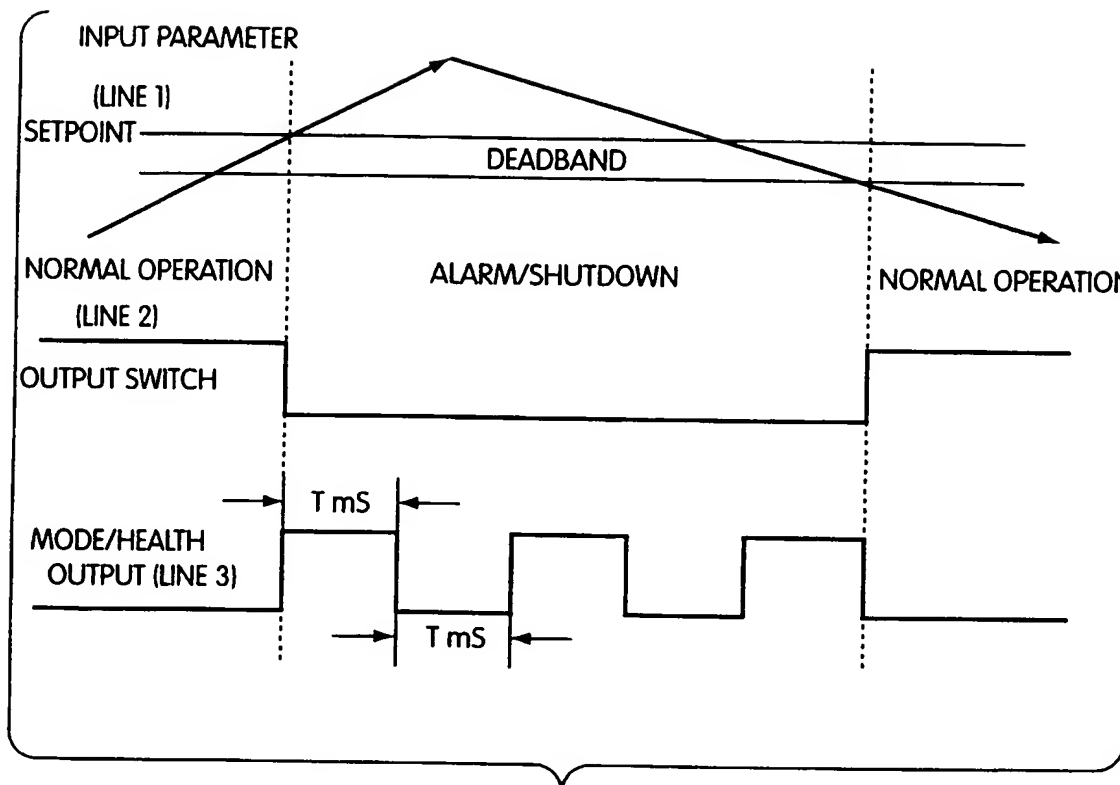 INPUT PARAMETER
(LINE 1)
SETPOINT
DEADBAND
NORMAL OPERATION
ALARM/SHUTDOWN
NORMAL OPERATION
(LINE 2)
OUTPUT SWITCH
T mS
MODE/HEALTH
OUTPUT (LINE 3)
T mS